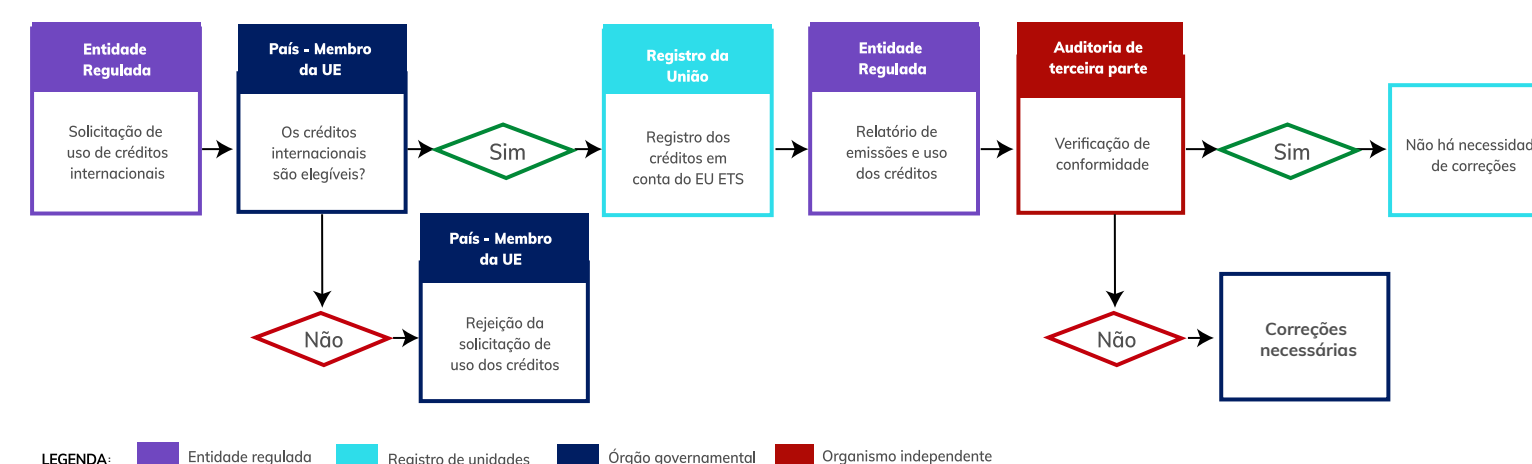 Entidade
Regulada
Solicitação de
uso de créditos
internacionais
País - Membro
da UE
Os créditos
internacionais
são elegíveis?
Sim
Registro da
União
Registro dos
créditos em
conta do EU ETS
Entidade
Regulada
Relatório de
emissões e uso
dos créditos
Auditoria de
terceira parte
Verificação de
conformidade
Sim
Não há necessidad
de correções
Não
País - Membro
da UE
Rejeição da
solicitação de
uso dos créditos
Não
Correções
necessárias
LEGENDA:
Entidade regulada
Registro de unidades
Órgão governamental
Organismo independente